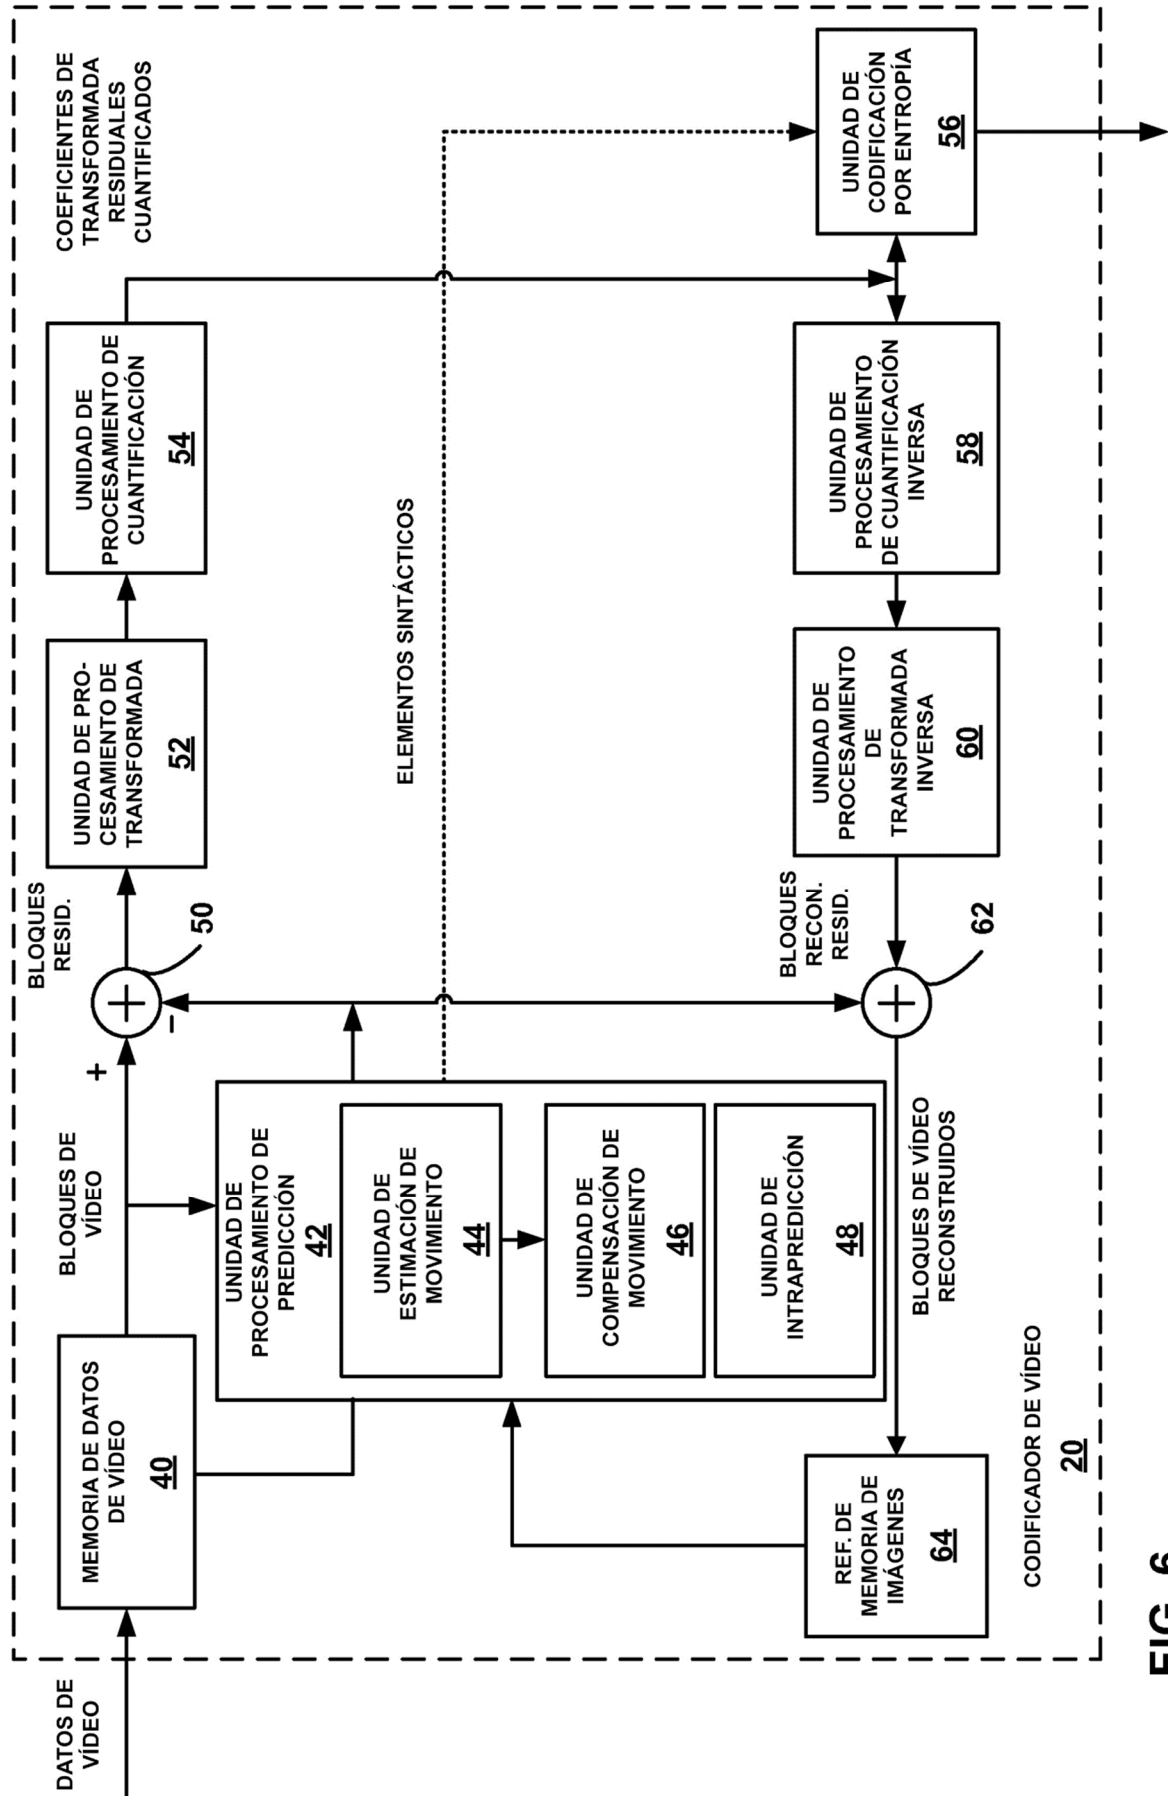 DATOS DE
VÍDEO
MEMORIA DE DATOS
DE VÍDEO
40
BLOQUES DE
VÍDEO
+
−
BLOQUES
RESID.
50
UNIDAD DE PRO-
CESAMIENTO DE
TRANSFORMADA
52
UNIDAD DE
PROCESAMIENTO DE
CUANTIFICACIÓN
54
COEFICIENTES DE
TRANSFORMADA
RESIDUALES
CUANTIFICADOS
UNIDAD DE
PROCESAMIENTO DE
PREDICCIÓN
42
UNIDAD DE
ESTIMACIÓN DE
MOVIMIENTO
44
UNIDAD DE
COMPENSACIÓN DE
MOVIMIENTO
46
UNIDAD DE
INTRAPREDICCIÓN
48
ELEMENTOS SINTÁCTICOS
REF. DE
MEMORIA DE
IMÁGENES
64
BLOQUES DE VÍDEO
RECONSTRUIDOS
BLOQUES
RECON.
RESID.
62
UNIDAD DE
PROCESAMIENTO
DE
TRANSFORMADA
INVERSA
60
UNIDAD DE
PROCESAMIENTO
DE CUANTIFICACIÓN
INVERSA
58
UNIDAD DE
CODIFICACIÓN
POR ENTROPÍA
56
CODIFICADOR DE VÍDEO
20
FIG. 6